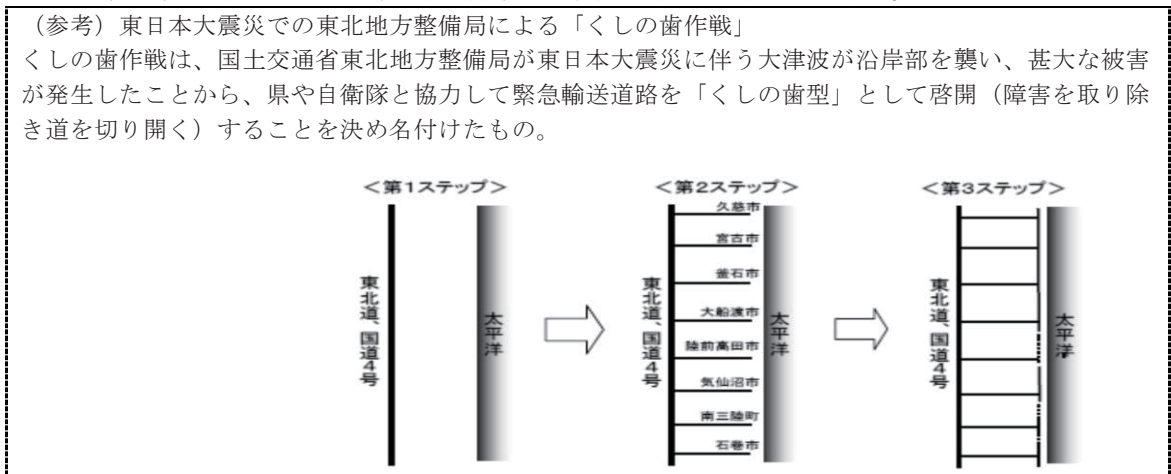 （参考）東日本大震災での東北地方整備局による「くしの歯作戦」
くしの歯作戦は、国土交通省東北地方整備局が東日本大震災に伴う大津波が沿岸部を襲い、甚大な被害
が発生したことから、県や自衛隊と協力して緊急輸送道路を「くしの歯型」として啓開（障害を取り除
き道を切り開く）することを決め名付けたもの。
＜第1ステップ＞
東北道、国道4号
太平洋
＜第2ステップ＞
東北道、国道4号
久慈市
宮古市
釜石市
大船渡市
陸前高田市
気仙沼市
南三陸町
石巻市
太平洋
＜第3ステップ＞
東北道、国道4号
太平洋